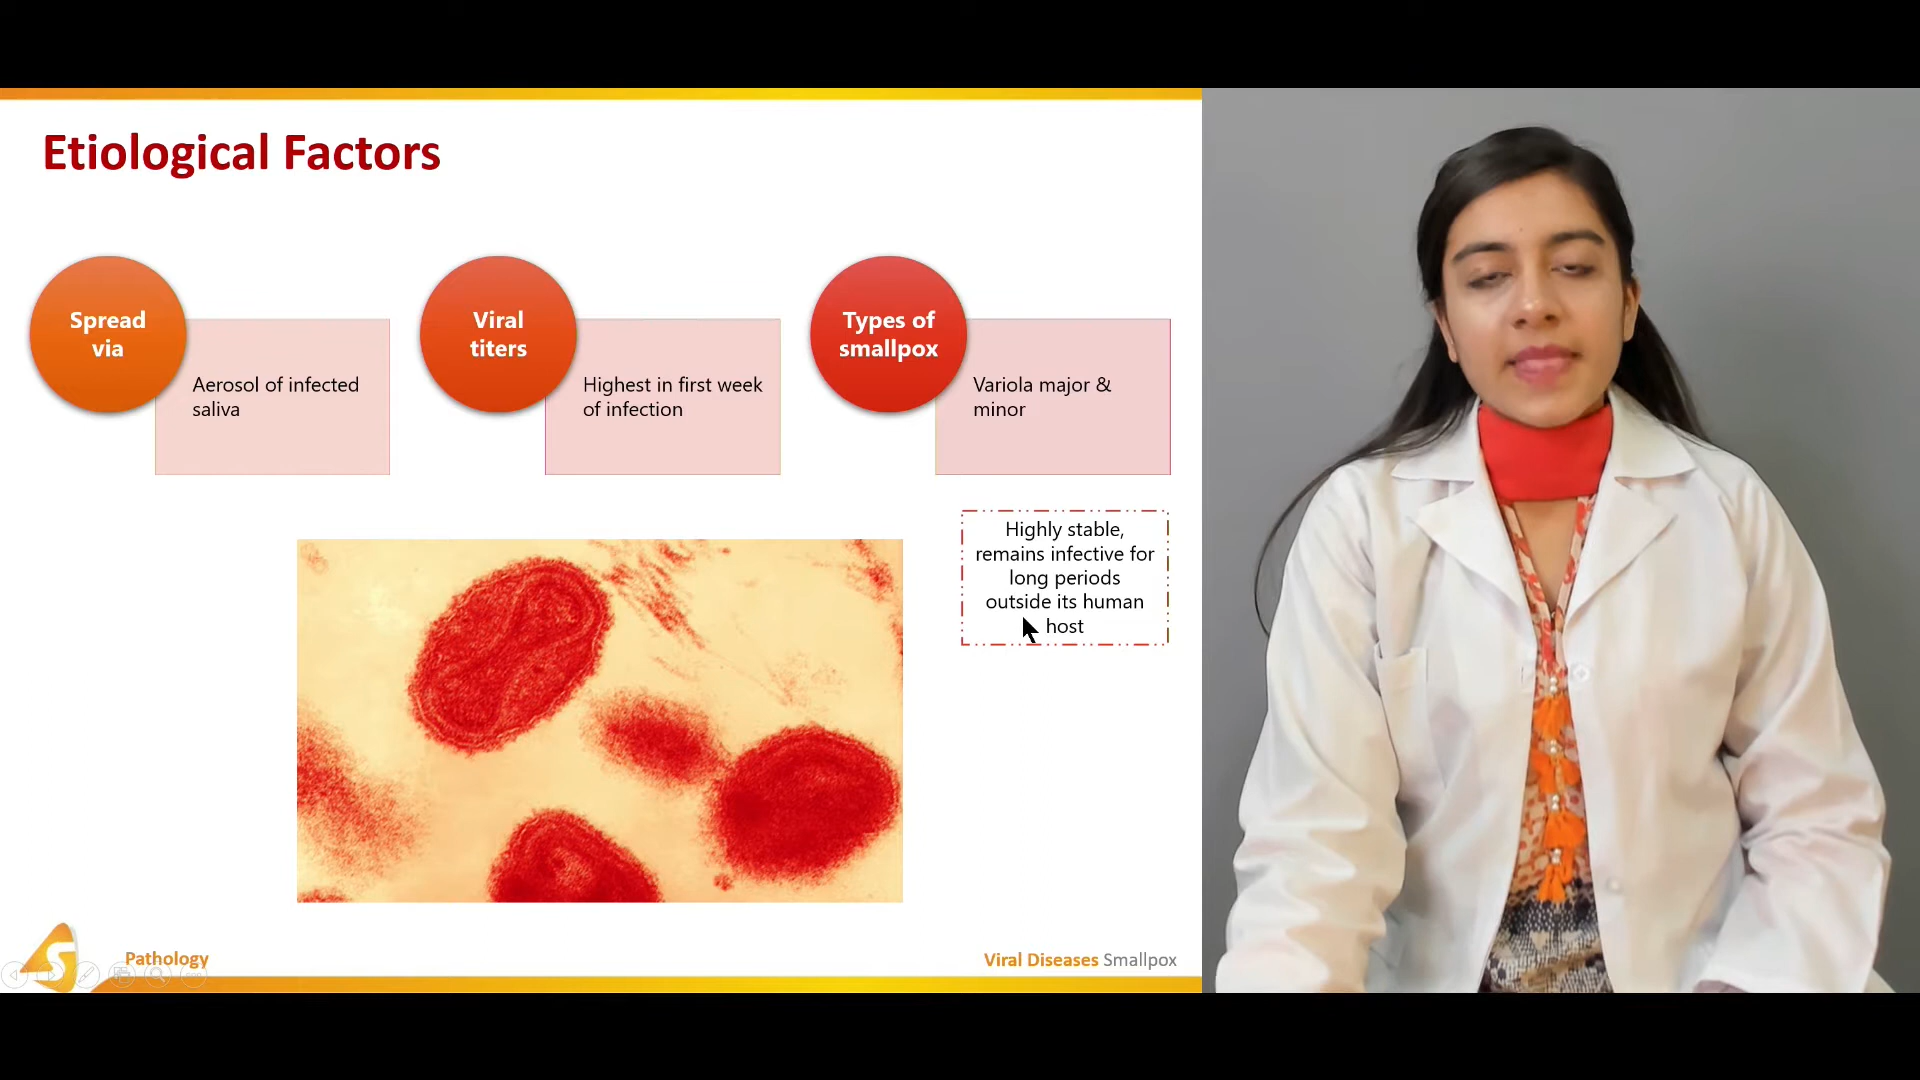 Etiological Factors
Spread
via
Aerosol of infected
saliva
Viral
titers
Highest in first week
of infection
Types of
smallpox
Variola major &
minor
Highly stable,
remains infective for
long periods
outside its human
host
S
Pathology
Viral Diseases Smallpox